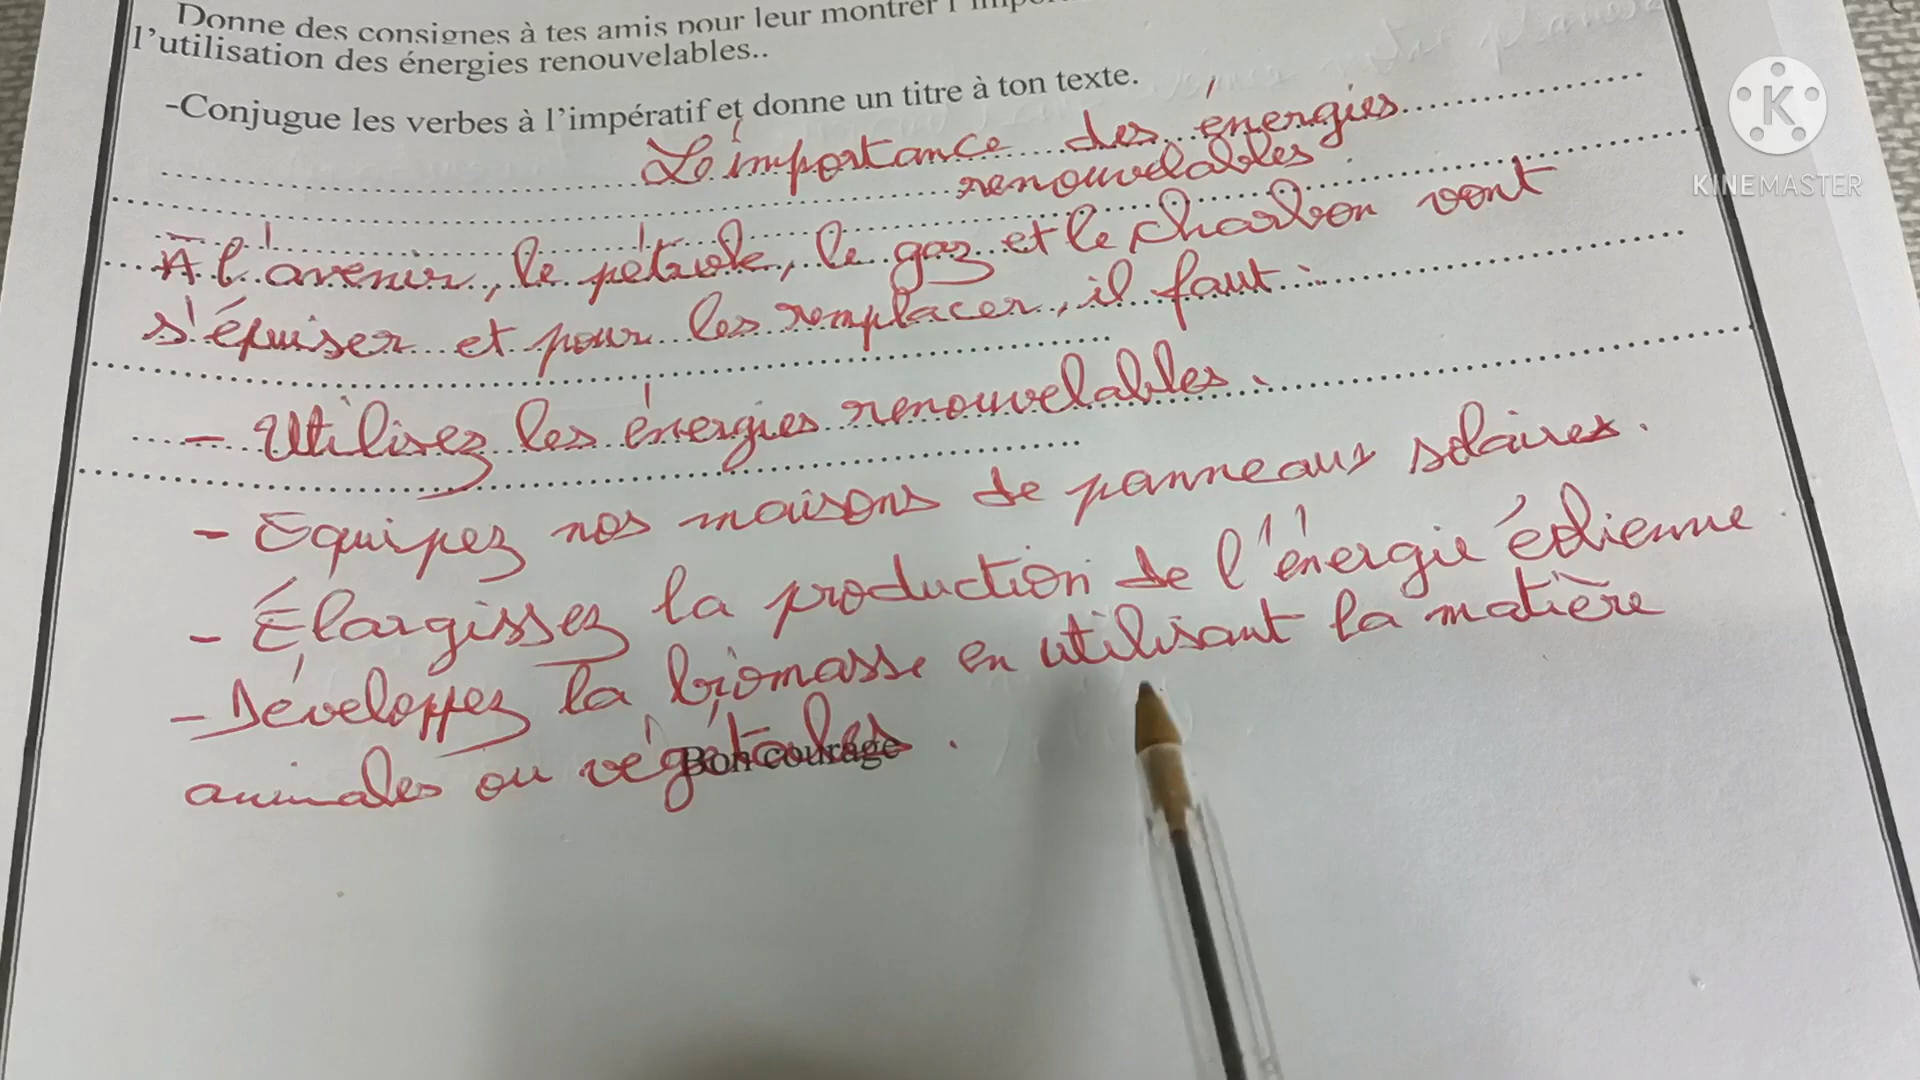 Donne des consignes à tes amis pour leur montrer l'
l'utilisation des énergies renouvelables..
-Conjugue les verbes à l'impératif et donne un titre à ton texte.
L'importance des énergies
renouvelables
À l'avenir, le pétrole, le gaz et le charbon vont
s'épuiser et pour les remplacer, il faut :
- Utilisez les énergies renouvelables.
- Equipez nos maisons de panneaux solaires.
- Élargissez la production de l'énergie éolienne.
- Développez la biomasse en utilisant la matière
animales ou végétales.
Bon courage
KINEMASTER